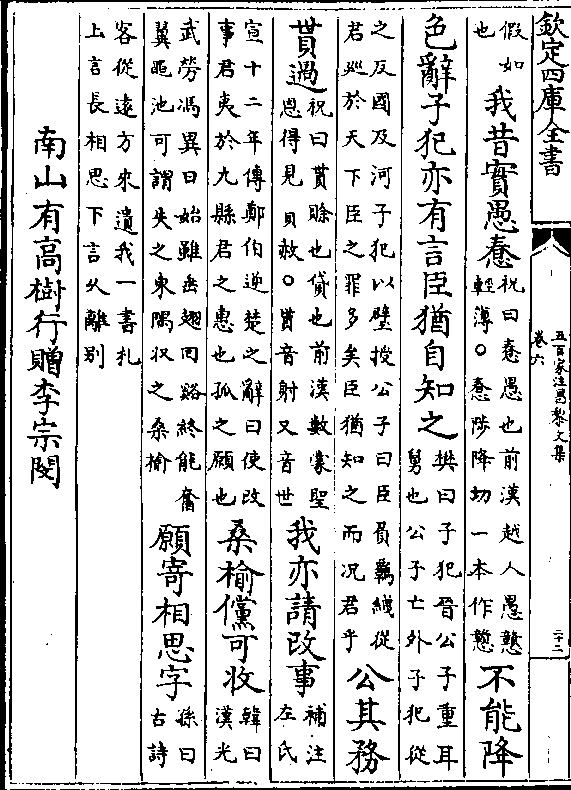 欽定四庫全書
五百家注昌黎文集
卷六
二十二
假如
也
我昔實愚憃
祝曰憃愚也前漢越人愚戇
輕薄○憃陟降切一本作戇
不能降
色辭子犯亦有言臣猶自知之
樊曰子犯晉公子重耳
舅也公子亡外子犯從
之反國及河子犯以璧授公子曰臣負羈絏從
君廵於天下臣之罪多矣臣猶知之而况君乎
公其務
貰過
祝曰貰賒也貸也前漢數蒙聖
恩得見貰赦○貰音射又音世
我亦請改事
補注
左氏
宣十二年傳鄭伯逆楚之辭曰使改
事君夷於九縣君之惠也孤之願也
桑榆儻可收
韓曰
漢光
武勞馮異曰始雖垂翅回谿終能奮
翼黽池可謂失之東隅収之桑榆
願寄相思字
孫曰
古詩
客從逺方來遺我一書札
上言長相思下言乆離别
南山有高樹行贈李宗閔